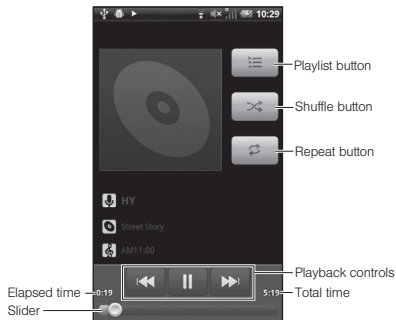 10:29
Playlist button
Shuffle button
Repeat button
HY
Street Story
AM11:00
Playback controls
Elapsed time 0:19
5:19 Total time
Slider